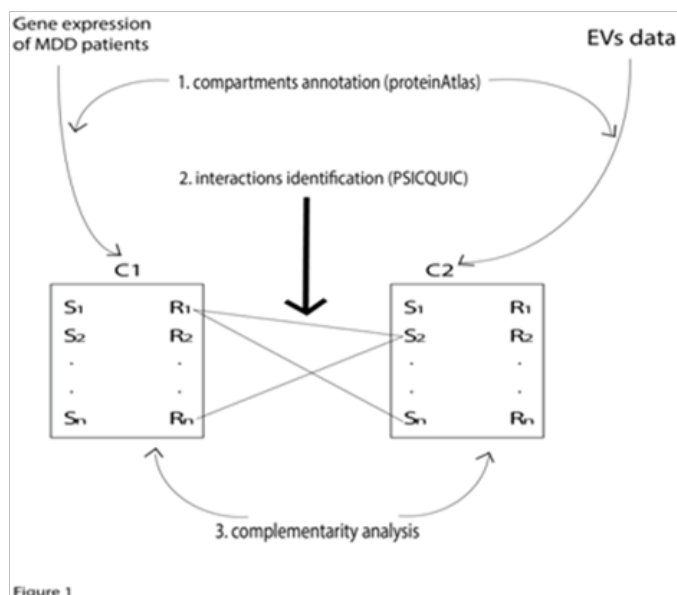 Gene expression
of MDD patients
EVs data
1. compartments annotation (proteinAtlas)
2. interactions identification (PSICQUIC)
C1
C2
S1 R1 S1 R1
S2 R2 S2 R2
. . . .
. . . .
Sn Rn Sn Rn
3. complementarity analysis
Figure 1